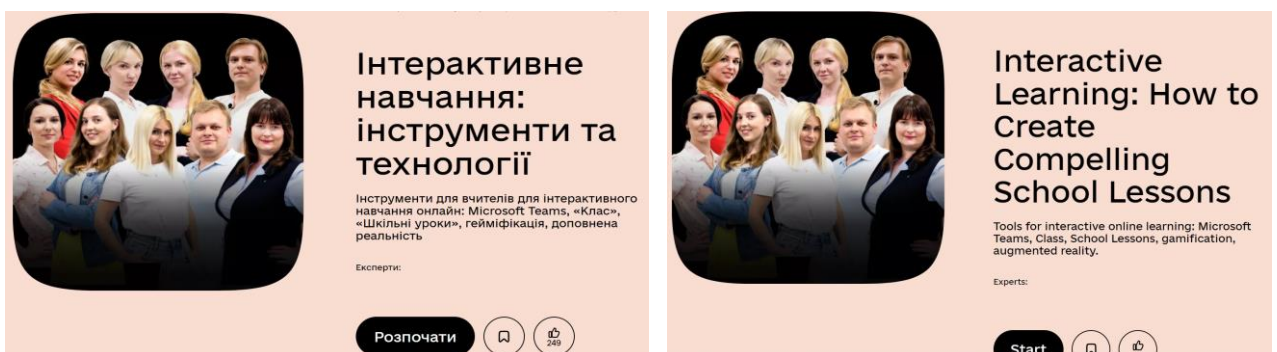 Інтерактивне
навчання:
інструменти та
технології
Інструменти для вчителів для інтерактивного
навчання онлайн: Microsoft Teams, «Клас»,
«Шкільні уроки», гейміфікація, доповнена
реальність
Експерти:
Розпочати
249
Interactive
Learning: How to
Create
Compelling
School Lessons
Tools for interactive online learning: Microsoft
Teams, Class, School Lessons, gamification,
augmented reality.
Experts:
Start